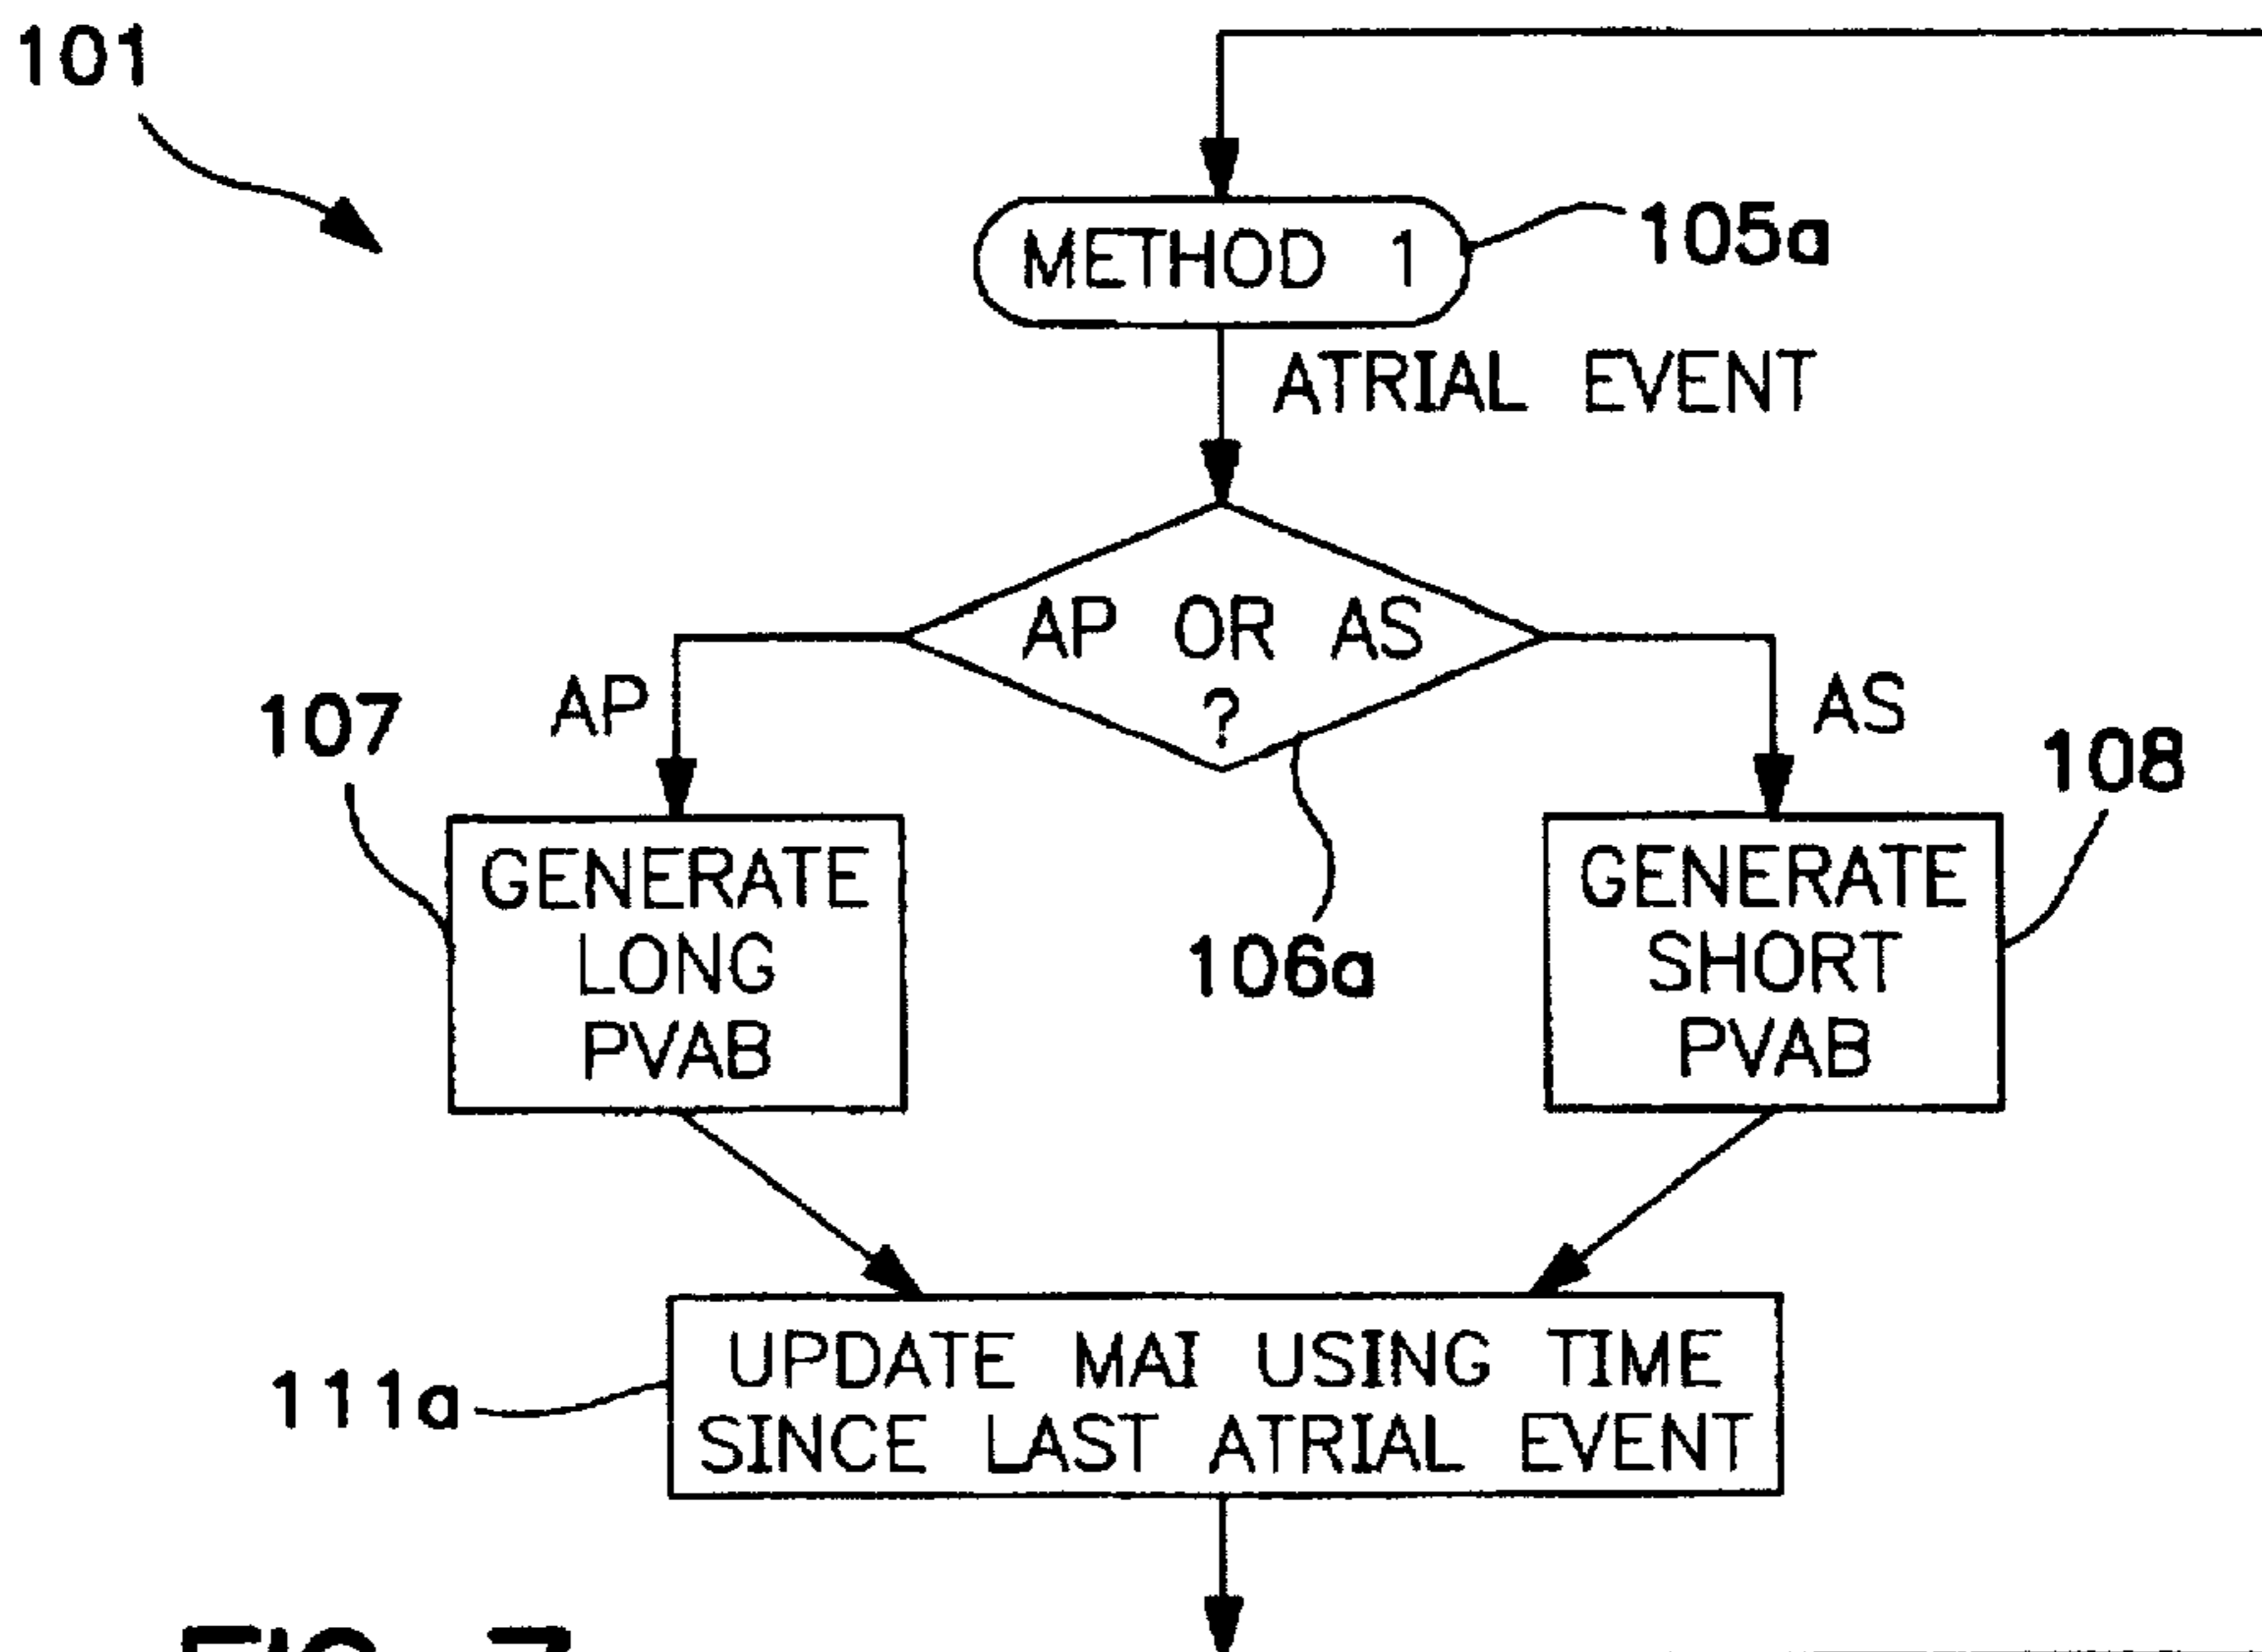 101
METHOD 1
105a
ATRIAL EVENT
AP OR AS
?
AP
AS
107
108
GENERATE
LONG
PVAB
106a
GENERATE
SHORT
PVAB
111a
UPDATE MAI USING TIME
SINCE LAST ATRIAL EVENT